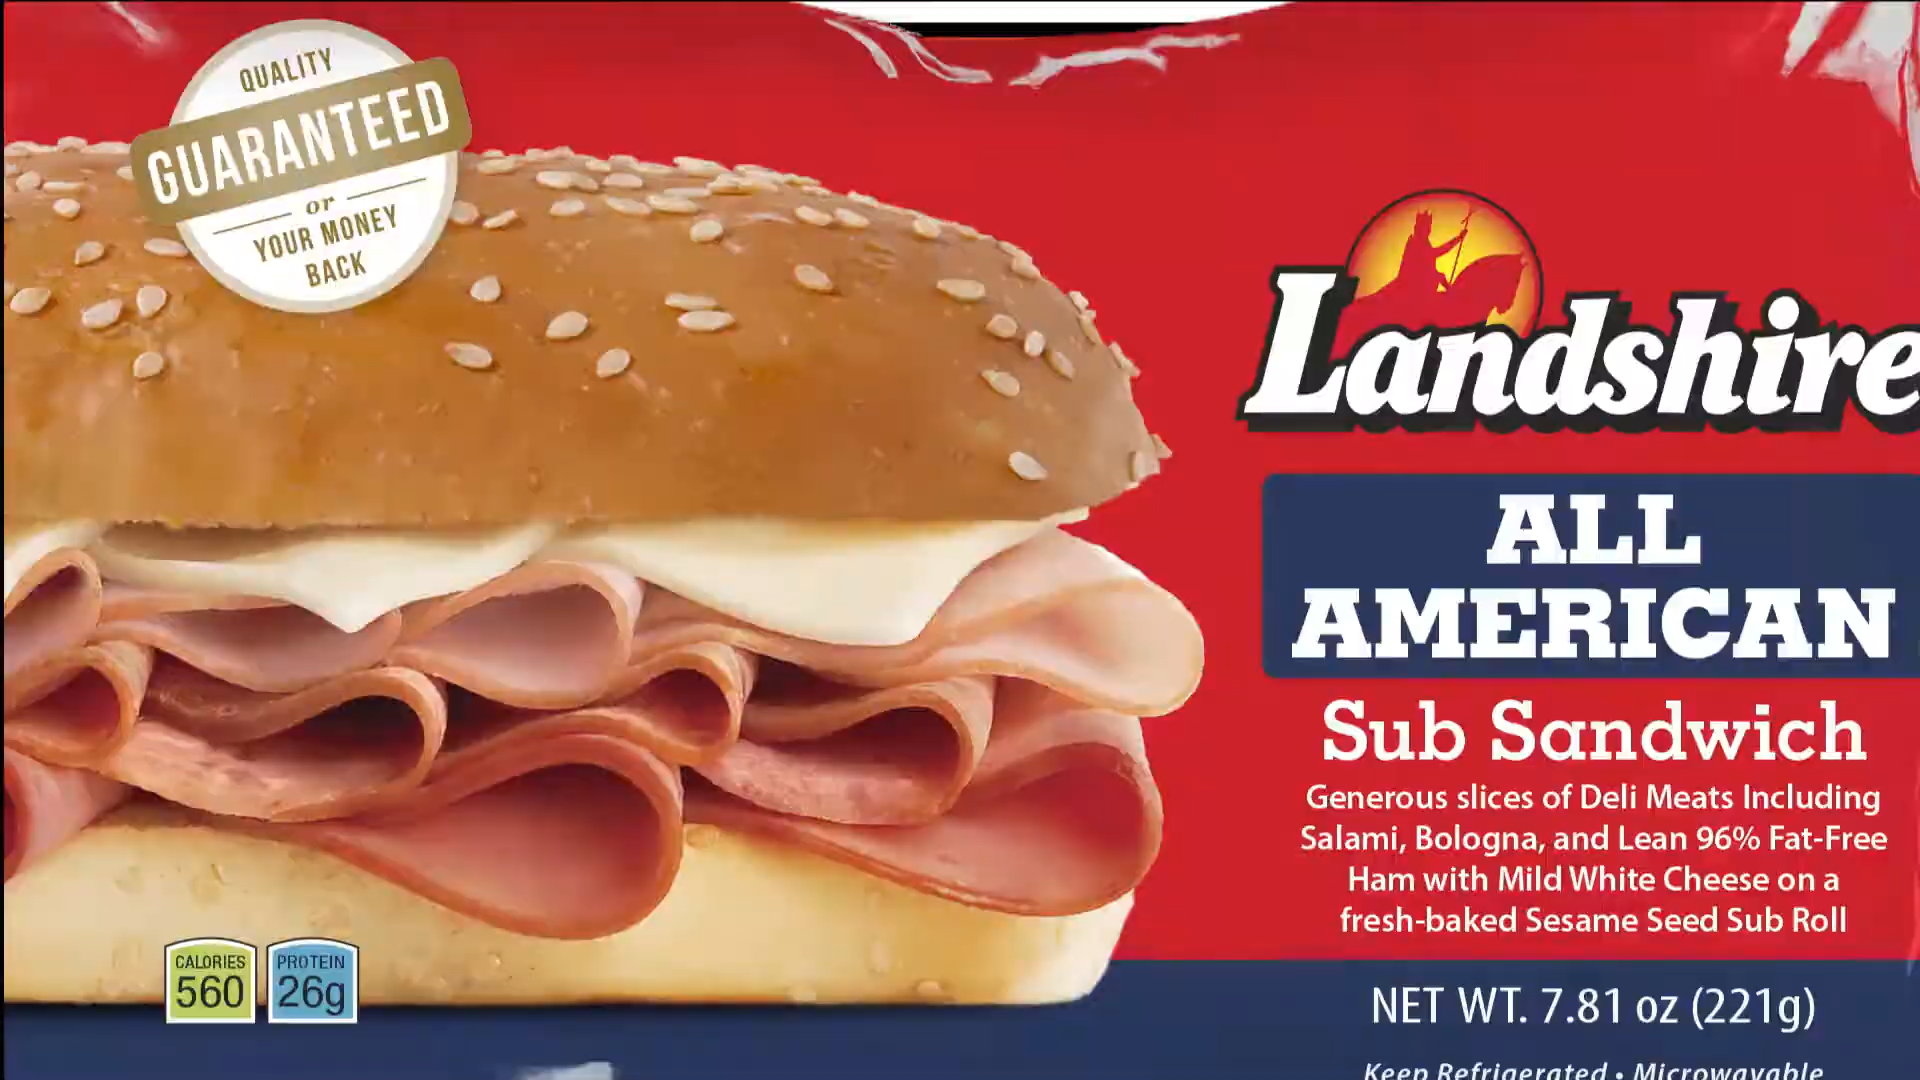 QUALITY
GUARANTEED
or
YOUR MONEY
BACK
Landshire
ALL
AMERICAN
Sub Sandwich
Generous slices of Deli Meats Including
Salami, Bologna, and Lean 96% Fat-Free
Ham with Mild White Cheese on a
fresh-baked Sesame Seed Sub Roll
CALORIES
560
PROTEIN
26g
NET WT. 7.81 oz (221g)
Keep Refrigerated • Microwavable